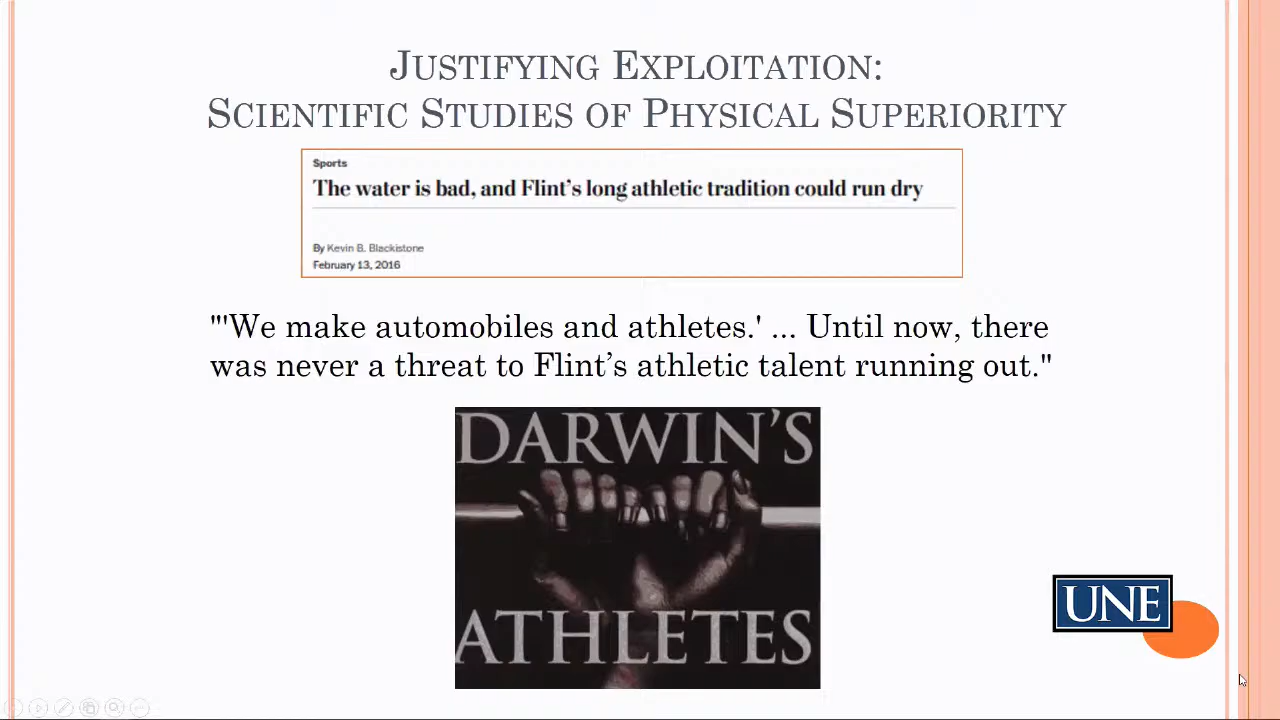 JUSTIFYING EXPLOITATION:
SCIENTIFIC STUDIES OF PHYSICAL SUPERIORITY
Sports
The water is bad, and Flint's long athletic tradition could run dry
By Kevin B. Blackistone
February 13, 2016
"'We make automobiles and athletes.' ... Until now, there
was never a threat to Flint’s athletic talent running out."
DARWIN'S
ATHLETES
UNE